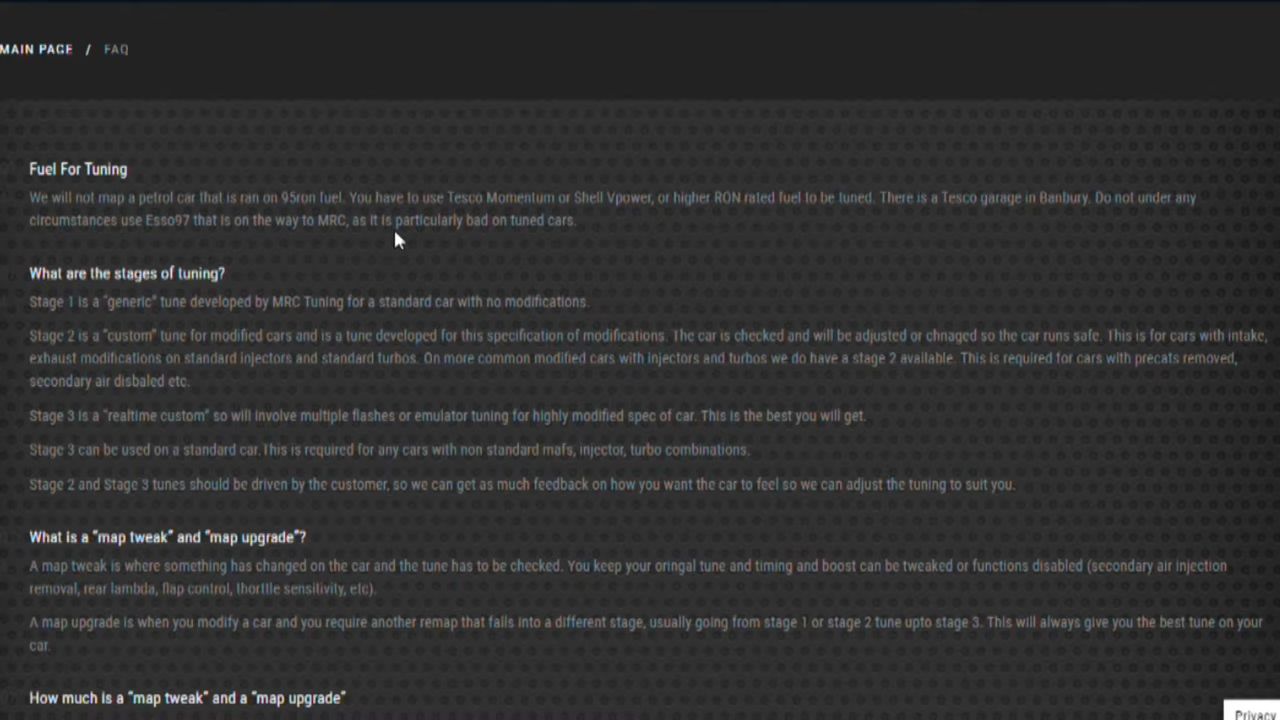 MAIN PAGE / FAQ
Fuel For Tuning
We will not map a petrol car that is ran on 95ron fuel. You have to use Tesco Momentum or Shell Vpower, or higher RON rated fuel to be tuned. There is a Tesco garage in Banbury. Do not under any
circumstances use Esso97 that is on the way to MRC, as it is particularly bad on tuned cars.
What are the stages of tuning?
Stage 1 is a "generic" tune developed by MRC Tuning for a standard car with no modifications.
Stage 2 is a "custom" tune for modified cars and is a tune developed for this specification of modifications. The car is checked and will be adjusted or chnaged so the car runs safe. This is for cars with intake,
exhaust modifications on standard injectors and standard turbos. On more common modified cars with injectors and turbos we do have a stage 2 available. This is required for cars with precats removed,
secondary air disbaled etc.
Stage 3 is a "realtime custom" so will involve multiple flashes or emulator tuning for highly modified spec of car. This is the best you will get.
Stage 3 can be used on a standard car. This is required for any cars with non standard mafs, injector, turbo combinations.
Stage 2 and Stage 3 tunes should be driven by the customer, so we can get as much feedback on how you want the car to feel so we can adjust the tuning to suit you.
What is a "map tweak" and "map upgrade"?
A map tweak is where something has changed on the car and the tune has to be checked. You keep your oringal tune and timing and boost can be tweaked or functions disabled (secondary air injection
removal, rear lambda, flap control, thorttle sensitivity, etc).
A map upgrade is when you modify a car and you require another remap that falls into a different stage, usually going from stage 1 or stage 2 tune upto stage 3. This will always give you the best tune on your
car.
How much is a "map tweak" and a "map upgrade"
Privacy